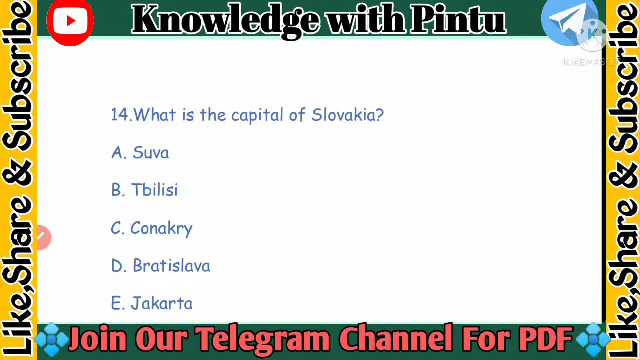 Knowledge with Pintu
Like,Share & Subscribe
14.What is the capital of Slovakia?
A. Suva
B. Tbilisi
C. Conakry
D. Bratislava
E. Jakarta
Like,Share & Subscribe
Join Our Telegram Channel For PDF